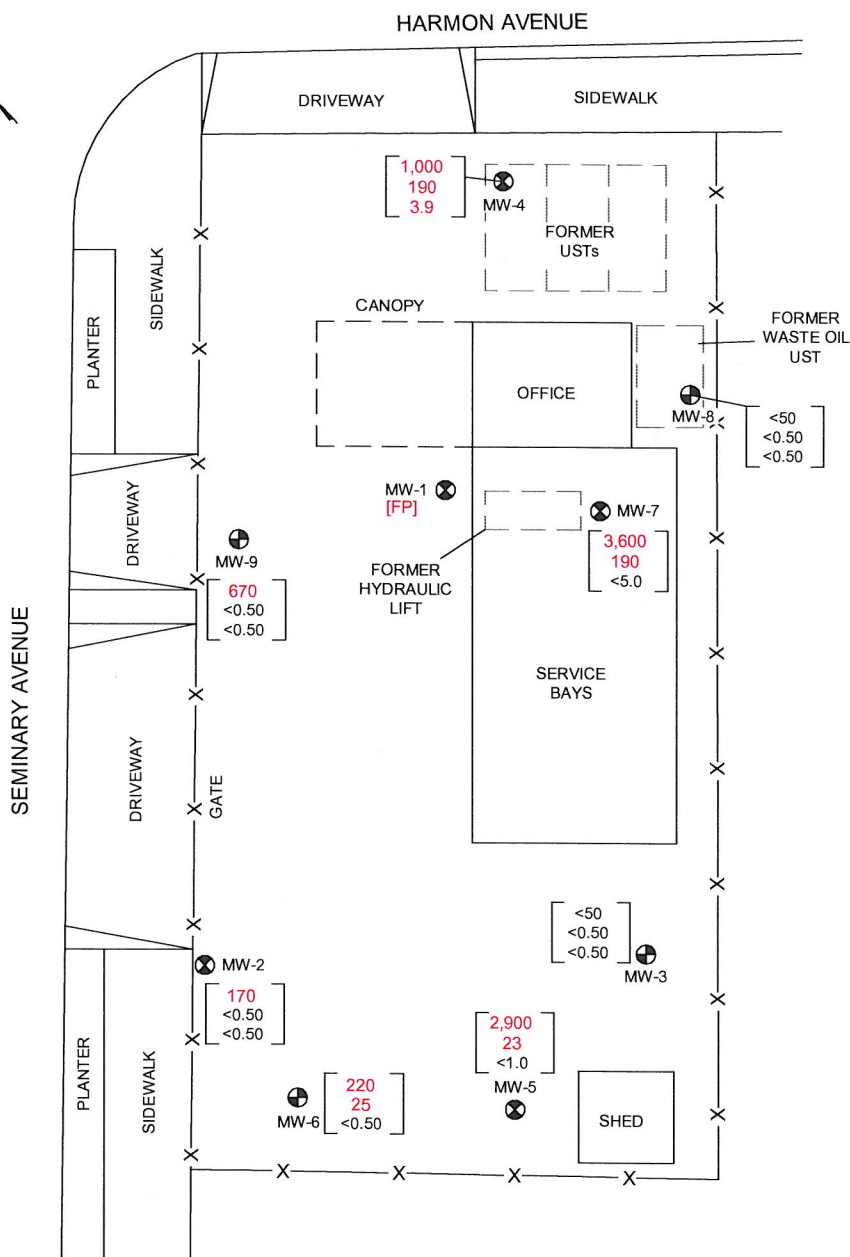 HARMON AVENUE
DRIVEWAY
SIDEWALK
1,000
190
3.9
MW-4
FORMER
USTs
SIDEWALK
PLANTER
CANOPY
OFFICE
FORMER
WASTE OIL
UST
MW-8
<50
<0.50
<0.50
MW-1
[FP]
MW-7
3,600
190
<5.0
FORMER
HYDRAULIC
LIFT
DRIVEWAY
MW-9
670
<0.50
<0.50
SEMINARY AVENUE
SERVICE
BAYS
DRIVEWAY
GATE
<50
<0.50
<0.50
MW-3
MW-2
170
<0.50
<0.50
2,900
23
<1.0
MW-5
PLANTER
SIDEWALK
220
25
<0.50
MW-6
SHED